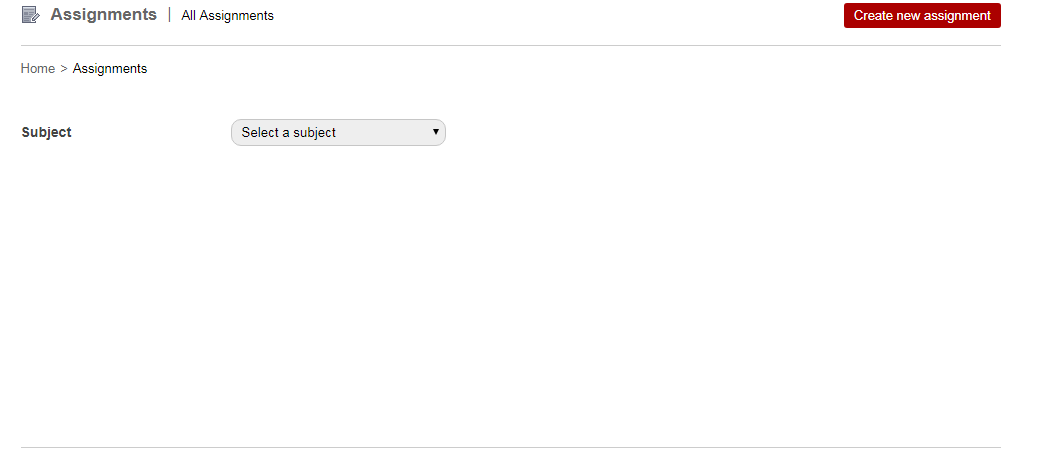 Assignments | All Assignments
Create new assignment
Home > Assignments
Subject
Select a subject